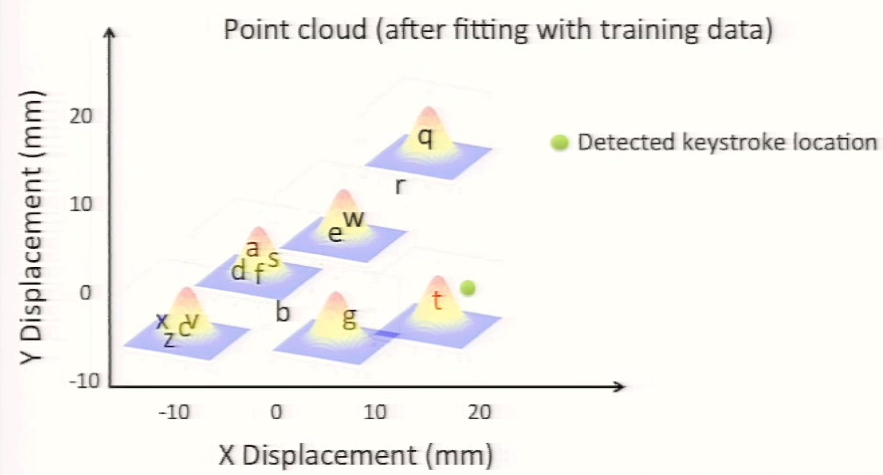 Point cloud (after fitting with training data)
Y Displacement (mm)
20
10
0
-10
q
r
w
e
a
s
d f
b
x c v
z
g
t
Detected keystroke location
-10 0 10 20
X Displacement (mm)